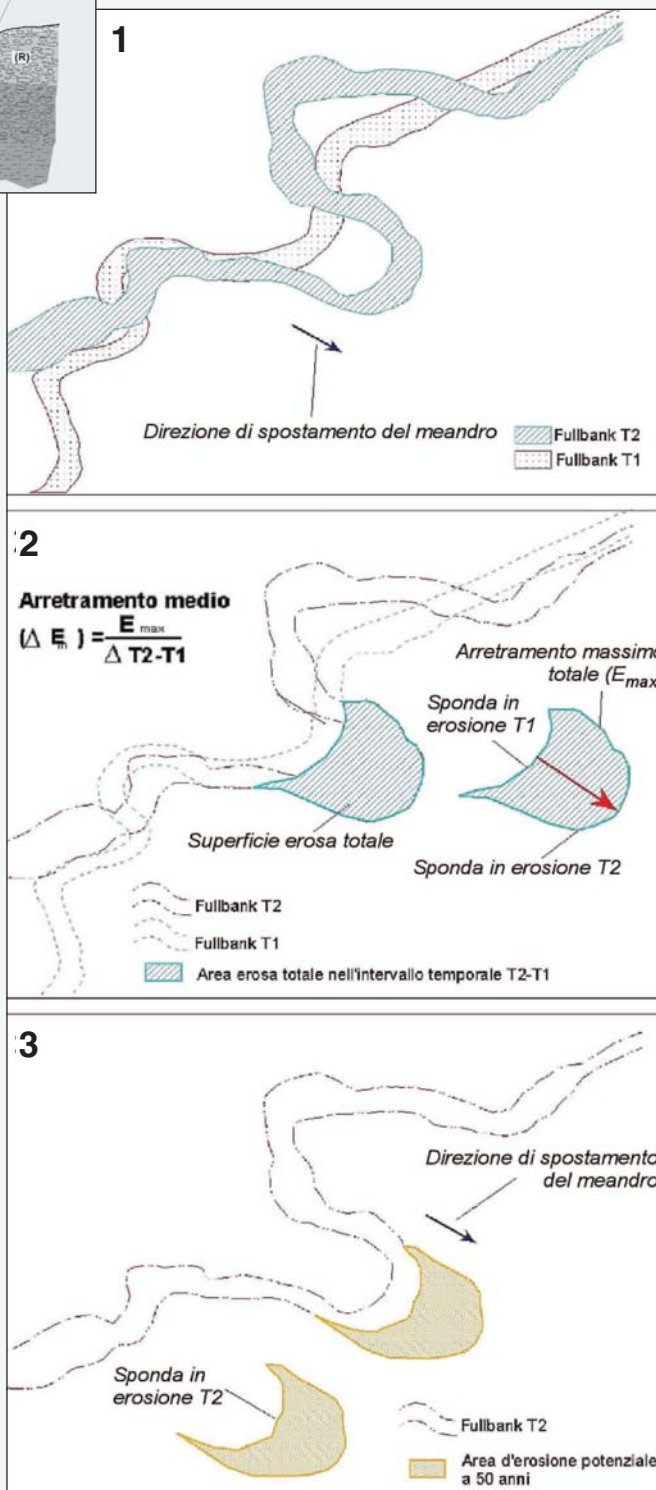 (R)
1
Direzione di spostamento del meandro
Fullbank T2
Fullbank T1
2
Arretramento medio
(Δ Em) = E max / Δ T2-T1
Arretramento massimo
totale (Emax
Sponda in
erosione T1
Superficie erosa totale
Sponda in erosione T2
Fullbank T2
Fullbank T1
Area erosa totale nell'intervallo temporale T2-T1
3
Direzione di spostamento
del meandro
Sponda in
erosione T2
Fullbank T2
Area d'erosione potenziale
a 50 anni